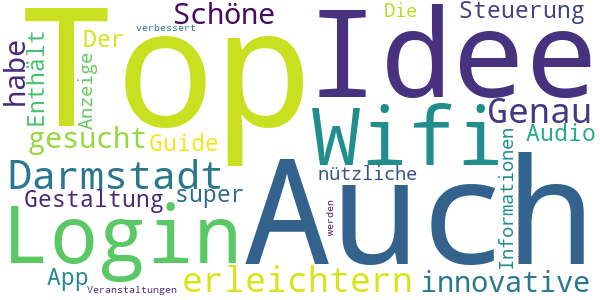 Top
Idee
Schöne
Die
Steuerung
verbessert
Der
habe
Enthält
Anzeige
gesucht
Guide
Wifi
Genau
Audio
Darmstadt
nützliche
Informationen
Gestaltung
super
Auch
Login
werden
App
Veranstaltungen
erleichtern
innovative